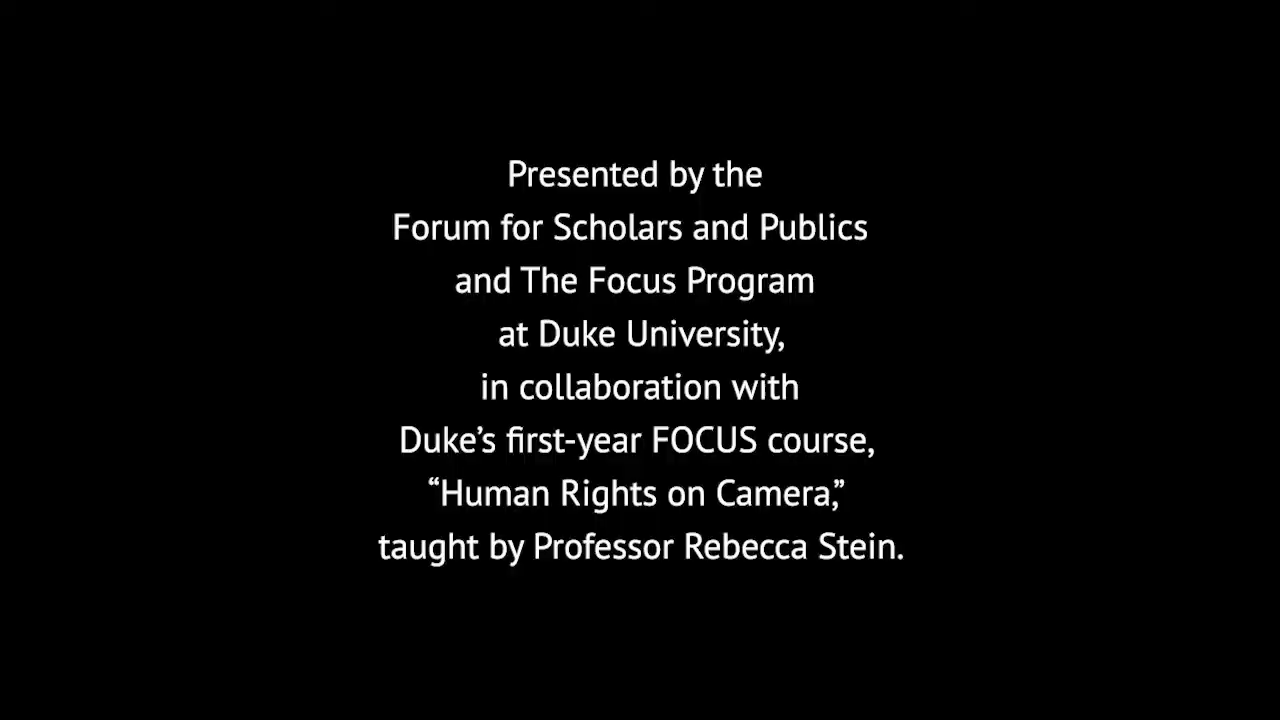 Presented by the
Forum for Scholars and Publics
and The Focus Program
at Duke University,
in collaboration with
Duke’s first-year FOCUS course,
“Human Rights on Camera,”
taught by Professor Rebecca Stein.